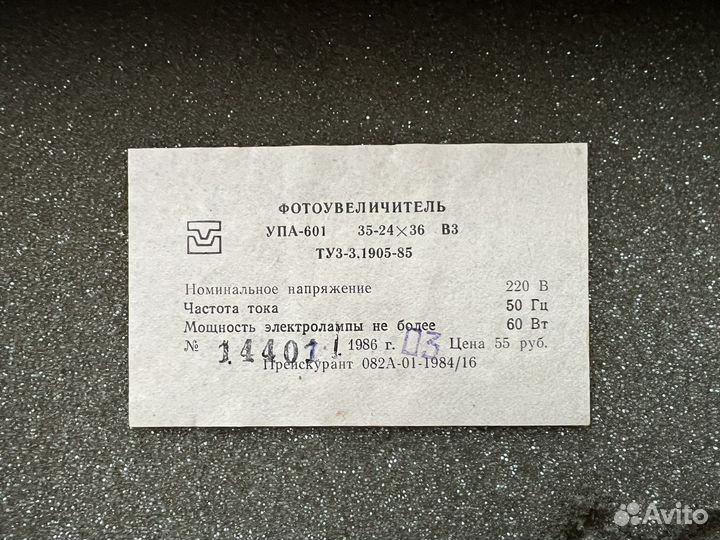 ФОТОУВЕЛИЧИТЕЛЬ
УПА-601 35-24×36 В3
ТУ3-3.1905-85
Номинальное напряжение 220 В
Частота тока 50 Гц
Мощность электролампы не более 60 Вт
№ 1986 г. 03 Цена 55 руб.
Прейскурант 082А-01-1984/16
Avito